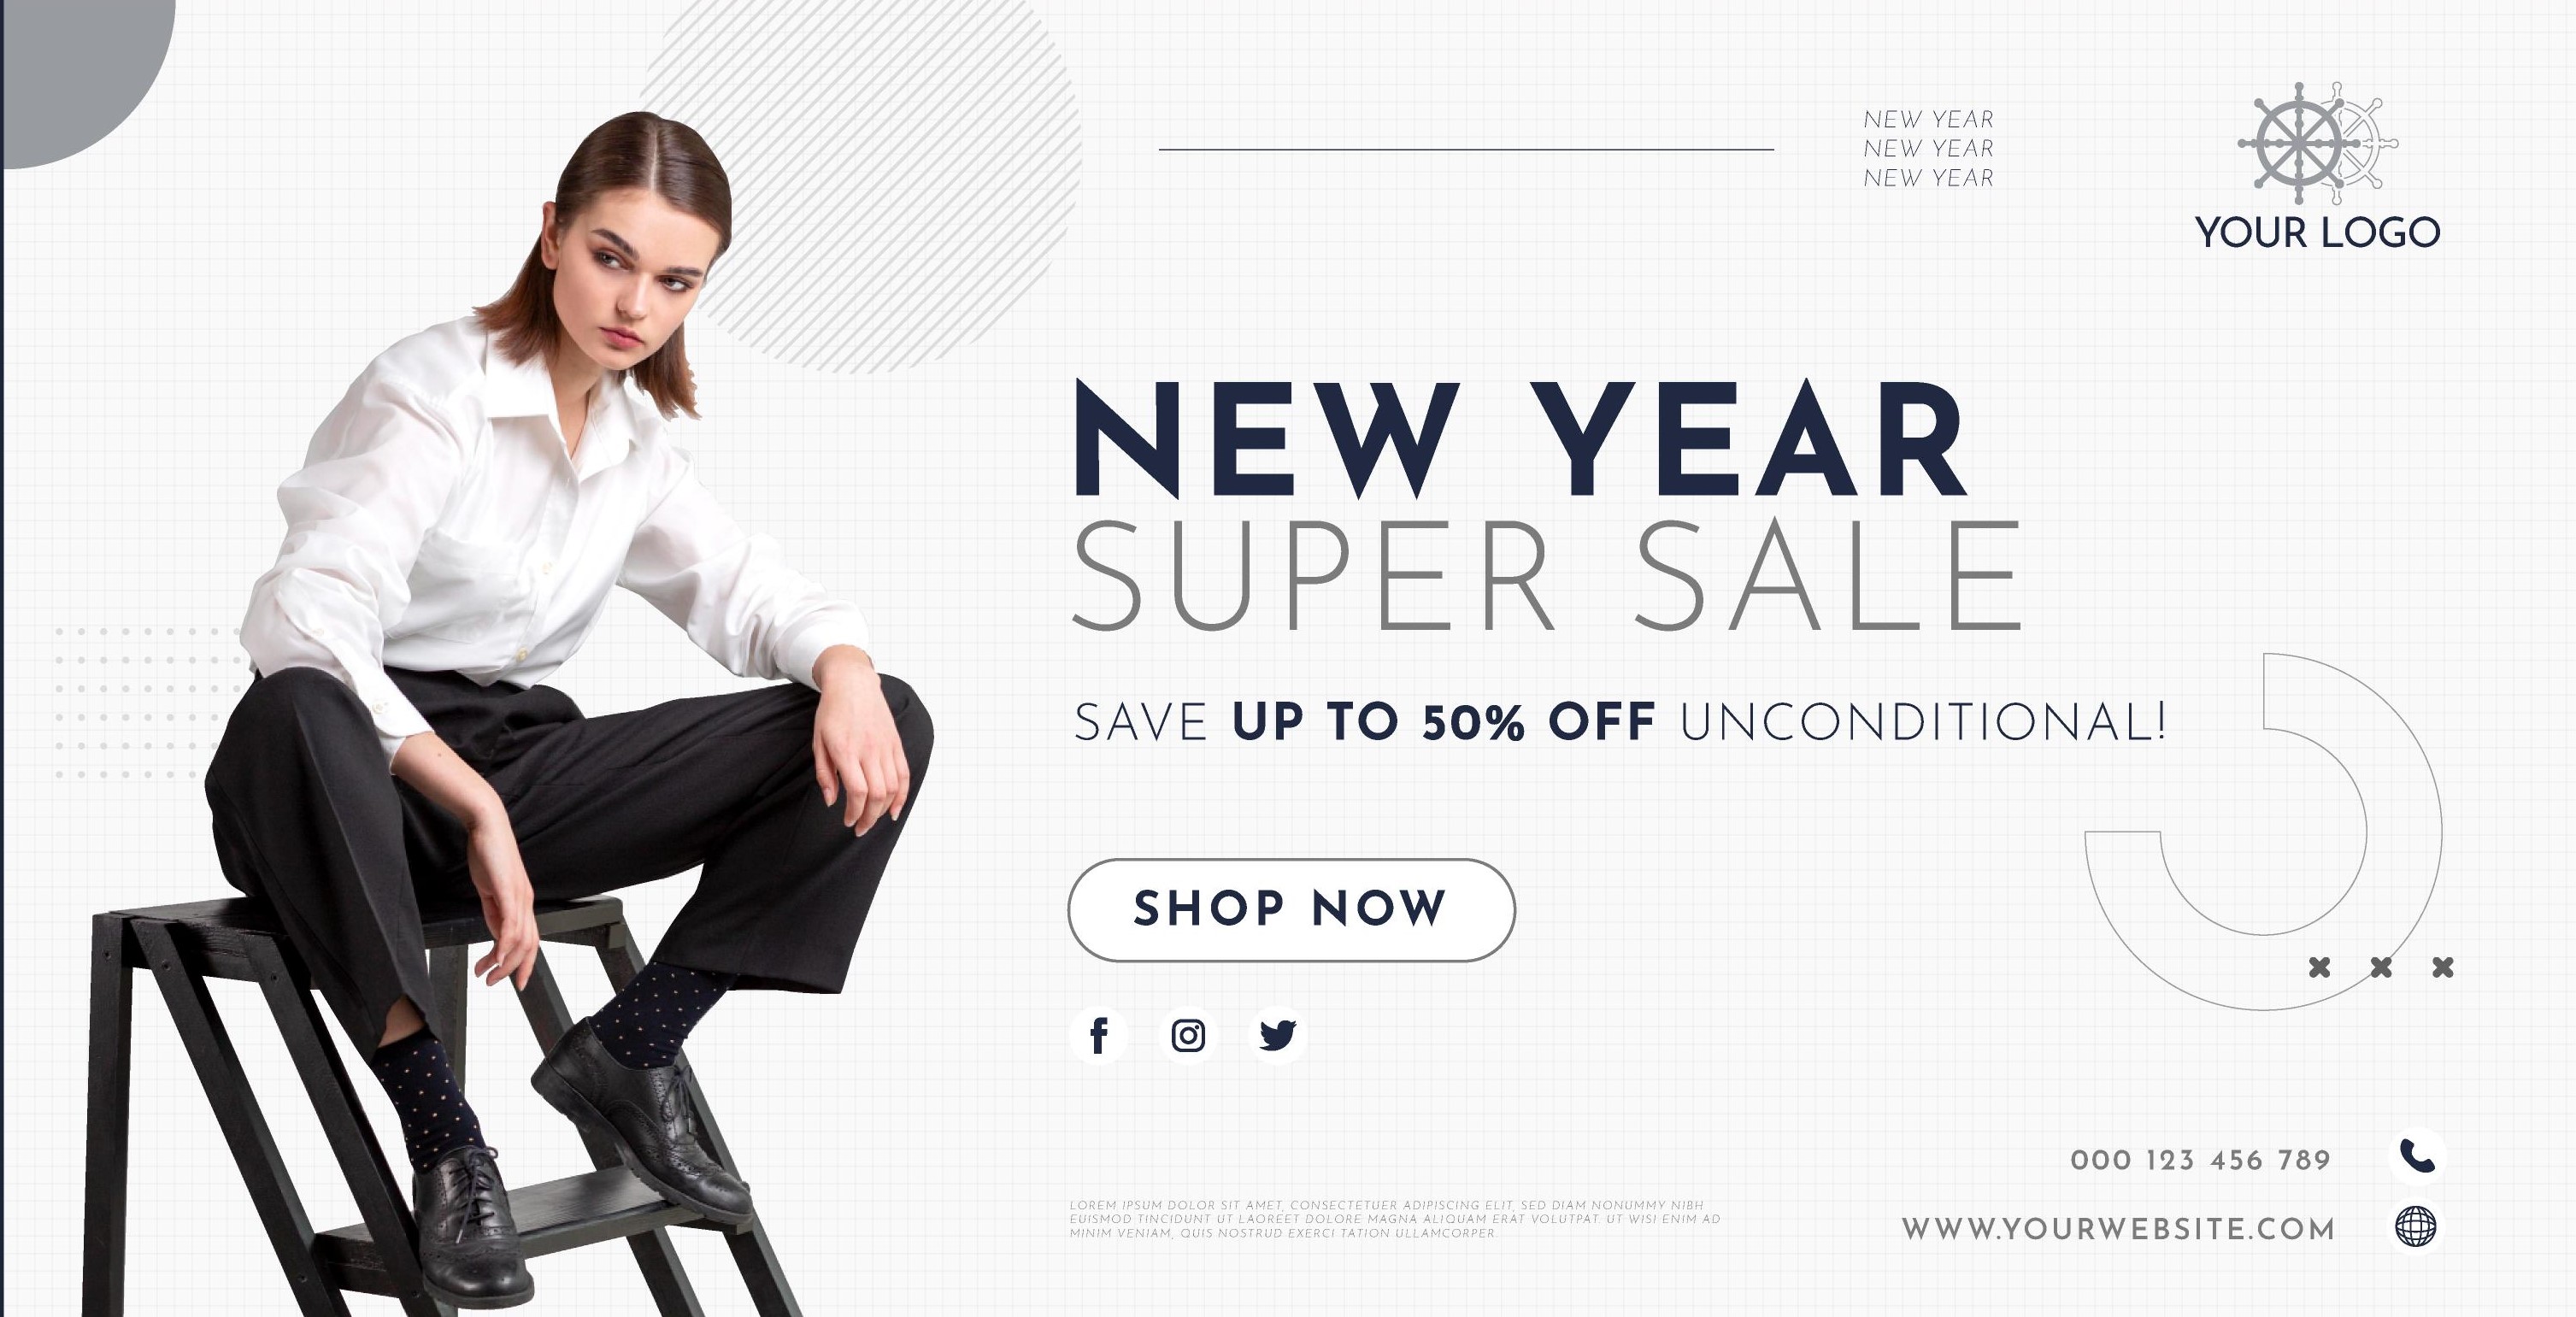 NEW YEAR
NEW YEAR
NEW YEAR
YOUR LOGO
NEW YEAR
SUPER SALE
SAVE UP TO 50% OFF UNCONDITIONAL!
SHOP NOW
LOREM IPSUM DOLOR SIT AMET, CONSECTETUER ADIPISCING ELIT, SED DIAM NONUMMY NIBH
EUISMOD TINCIDUNT UT LAOREET DOLORE MAGNA ALIQUAM ERAT VOLUTPAT. UT WISI ENIM AD
MINIM VENIAM, QUIS NOSTRUD EXERCI TATION ULLAMCORPER.
000 123 456 789
WWW.YOURWEBSITE.COM